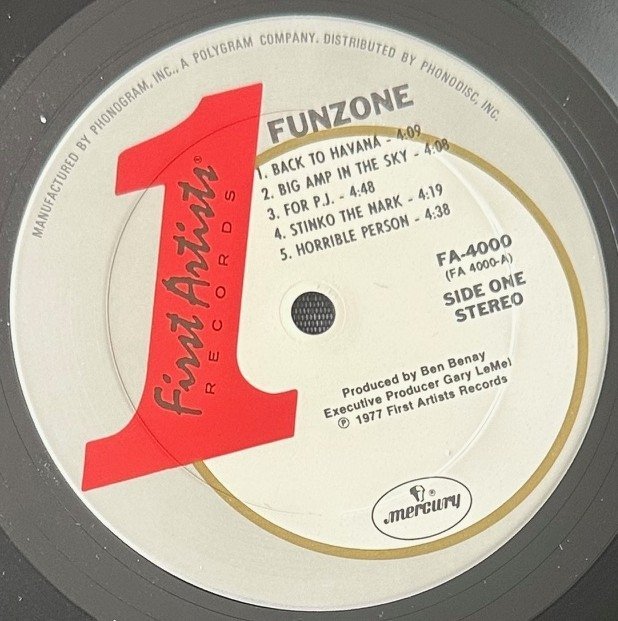 MANUFACTURED BY PHONOGRAM, INC., A POLYGRAM COMPANY. DISTRIBUTED BY PHONODISC, INC.
1
First Artists®
RECORDS
FUNZONE
1. BACK TO HAVANA - 4:09
2. BIG AMP IN THE SKY - 4:08
3. FOR P.J. - 4:48
4. STINKO THE NARK - 4:19
5. HORRIBLE PERSON - 4:38
FA-4000
(FA 4000-A)
SIDE ONE
STEREO
Produced by Ben Benay
Executive Producer Gary LeMel
℗ 1977 First Artists Records
mercury®